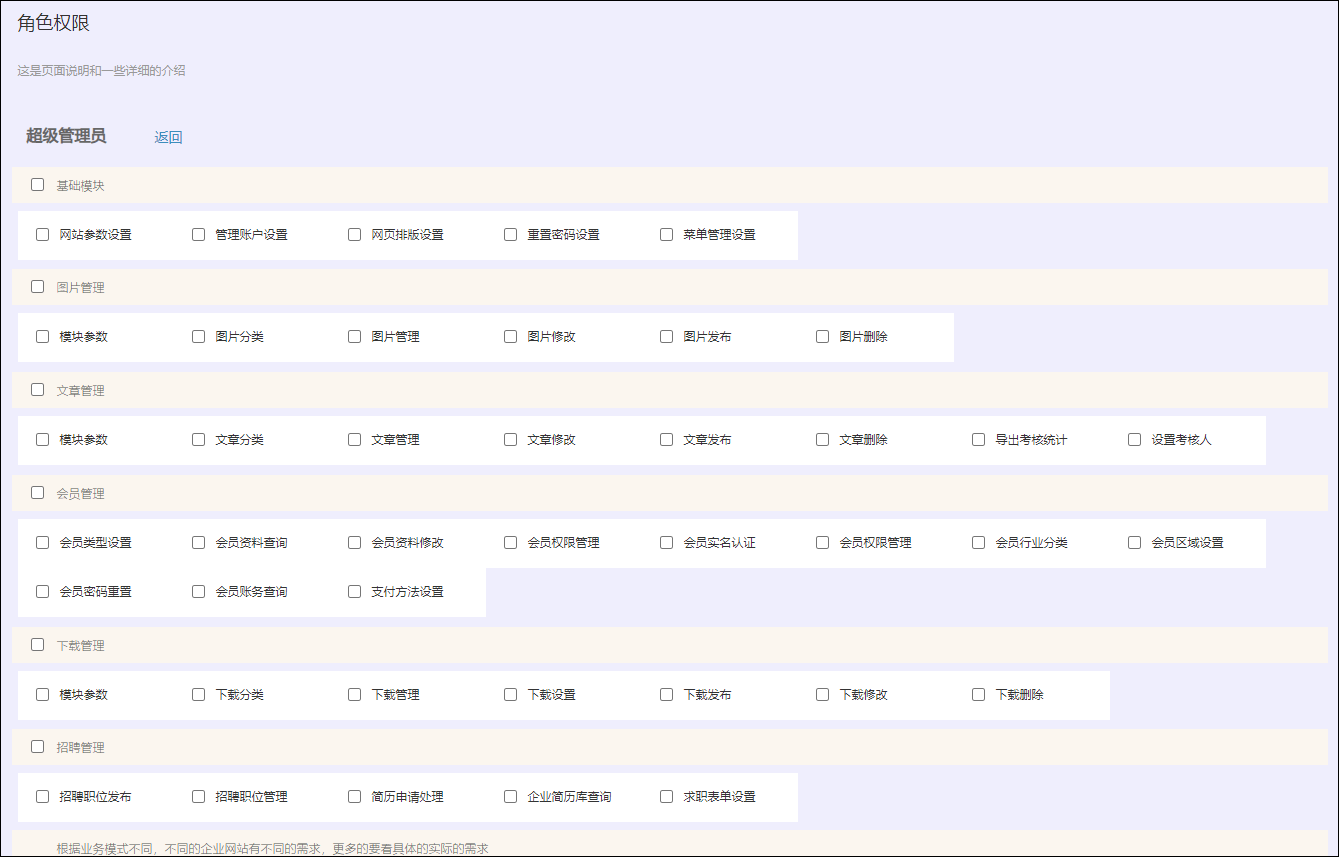 角色权限
这是页面说明和一些详细的介绍
超级管理员 返回
基础模块
网站参数设置 管理账户设置 网页排版设置 重置密码设置 菜单管理设置
图片管理
模块参数 图片分类 图片管理 图片修改 图片发布 图片删除
文章管理
模块参数 文章分类 文章管理 文章修改 文章发布 文章删除 导出考核统计 设置考核人
会员管理
会员类型设置 会员资料查询 会员资料修改 会员权限管理 会员实名认证 会员权限管理 会员行业分类 会员区域设置
会员密码重置 会员账务查询 支付方法设置
下载管理
模块参数 下载分类 下载管理 下载设置 下载发布 下载修改 下载删除
招聘管理
招聘职位发布 招聘职位管理 简历申请处理 企业简历库查询 求职表单设置
根据业务模式不同，不同的企业网站有不同的需求，更多的要看具体的实际的需求